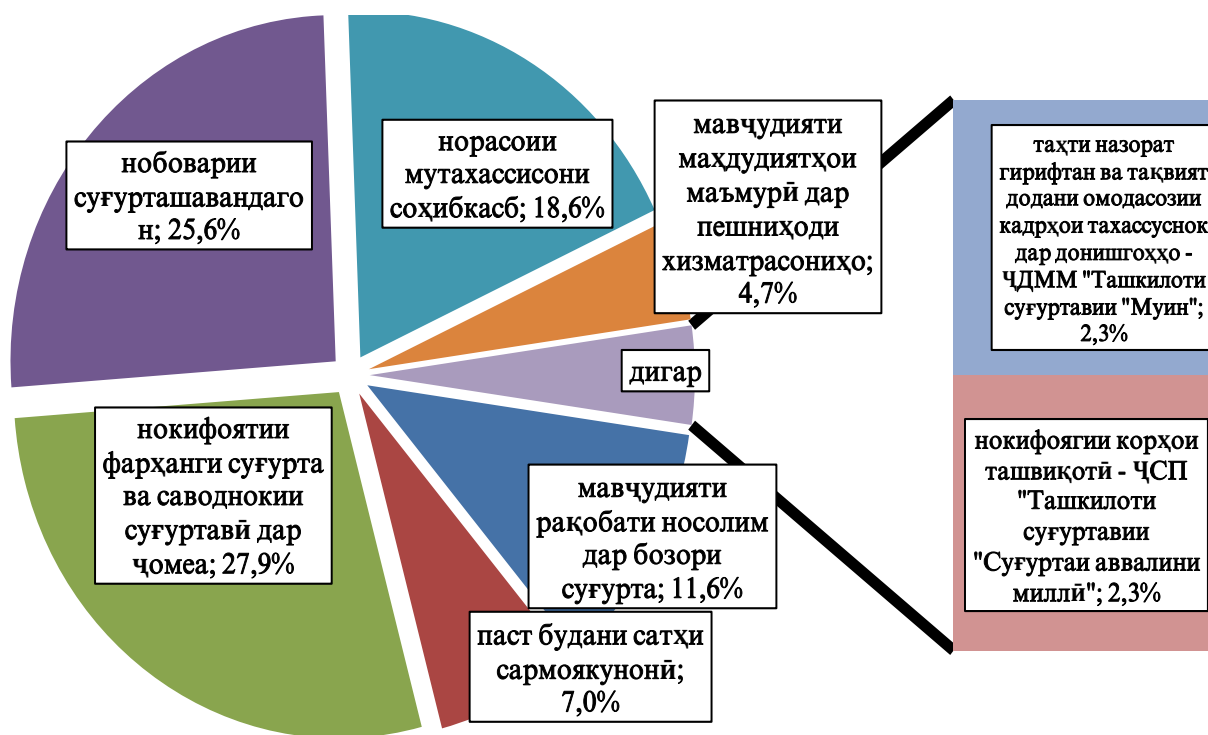 нобоварии
суғурташавандаго
н; 25,6%
норасоии
мутахассисони
соҳибкасб; 18,6%
мавҷудияти
маҳдудиятҳои
маъмурӣ дар
пешниҳоди
хизматрасониҳо;
4,7%
дигар
мавҷудияти
рақобати носолим
дар бозори
суғурта; 11,6%
паст будани сатҳи
сармоякунонӣ;
7,0%
нокифоятии
фарҳанги суғурта
ва саводнокии
суғуртавӣ дар
ҷомеа; 27,9%
таҳти назорат
гирифтан ва тақвият
додани омодасозии
кадрҳои тахассуснок
дар донишгоҳҳо -
ҶДММ "Ташкилоти
суғуртавии "Муин";
2,3%
нокифоягии корҳои
ташвиқотӣ - ҶСП
"Ташкилоти
суғуртавии
"Суғуртаи аввалини
миллӣ"; 2,3%